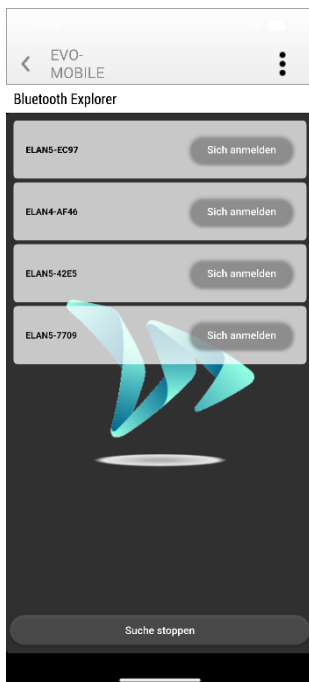 EVO-
MOBILE
Bluetooth Explorer
ELAN5-EC97 Sich anmelden
ELAN4-AF46 Sich anmelden
ELAN5-42E5 Sich anmelden
ELAN5-7709 Sich anmelden
Suche stoppen